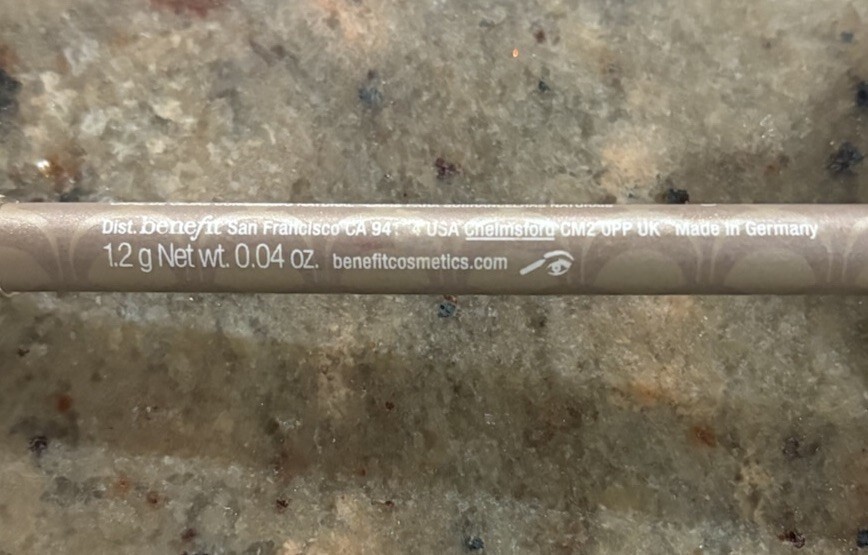 Dist. benefit San Francisco CA USA Chelmsford CM2 0PP UK Made in Germany
1.2 g Net wt. 0.04 oz. benefitcosmetics.com